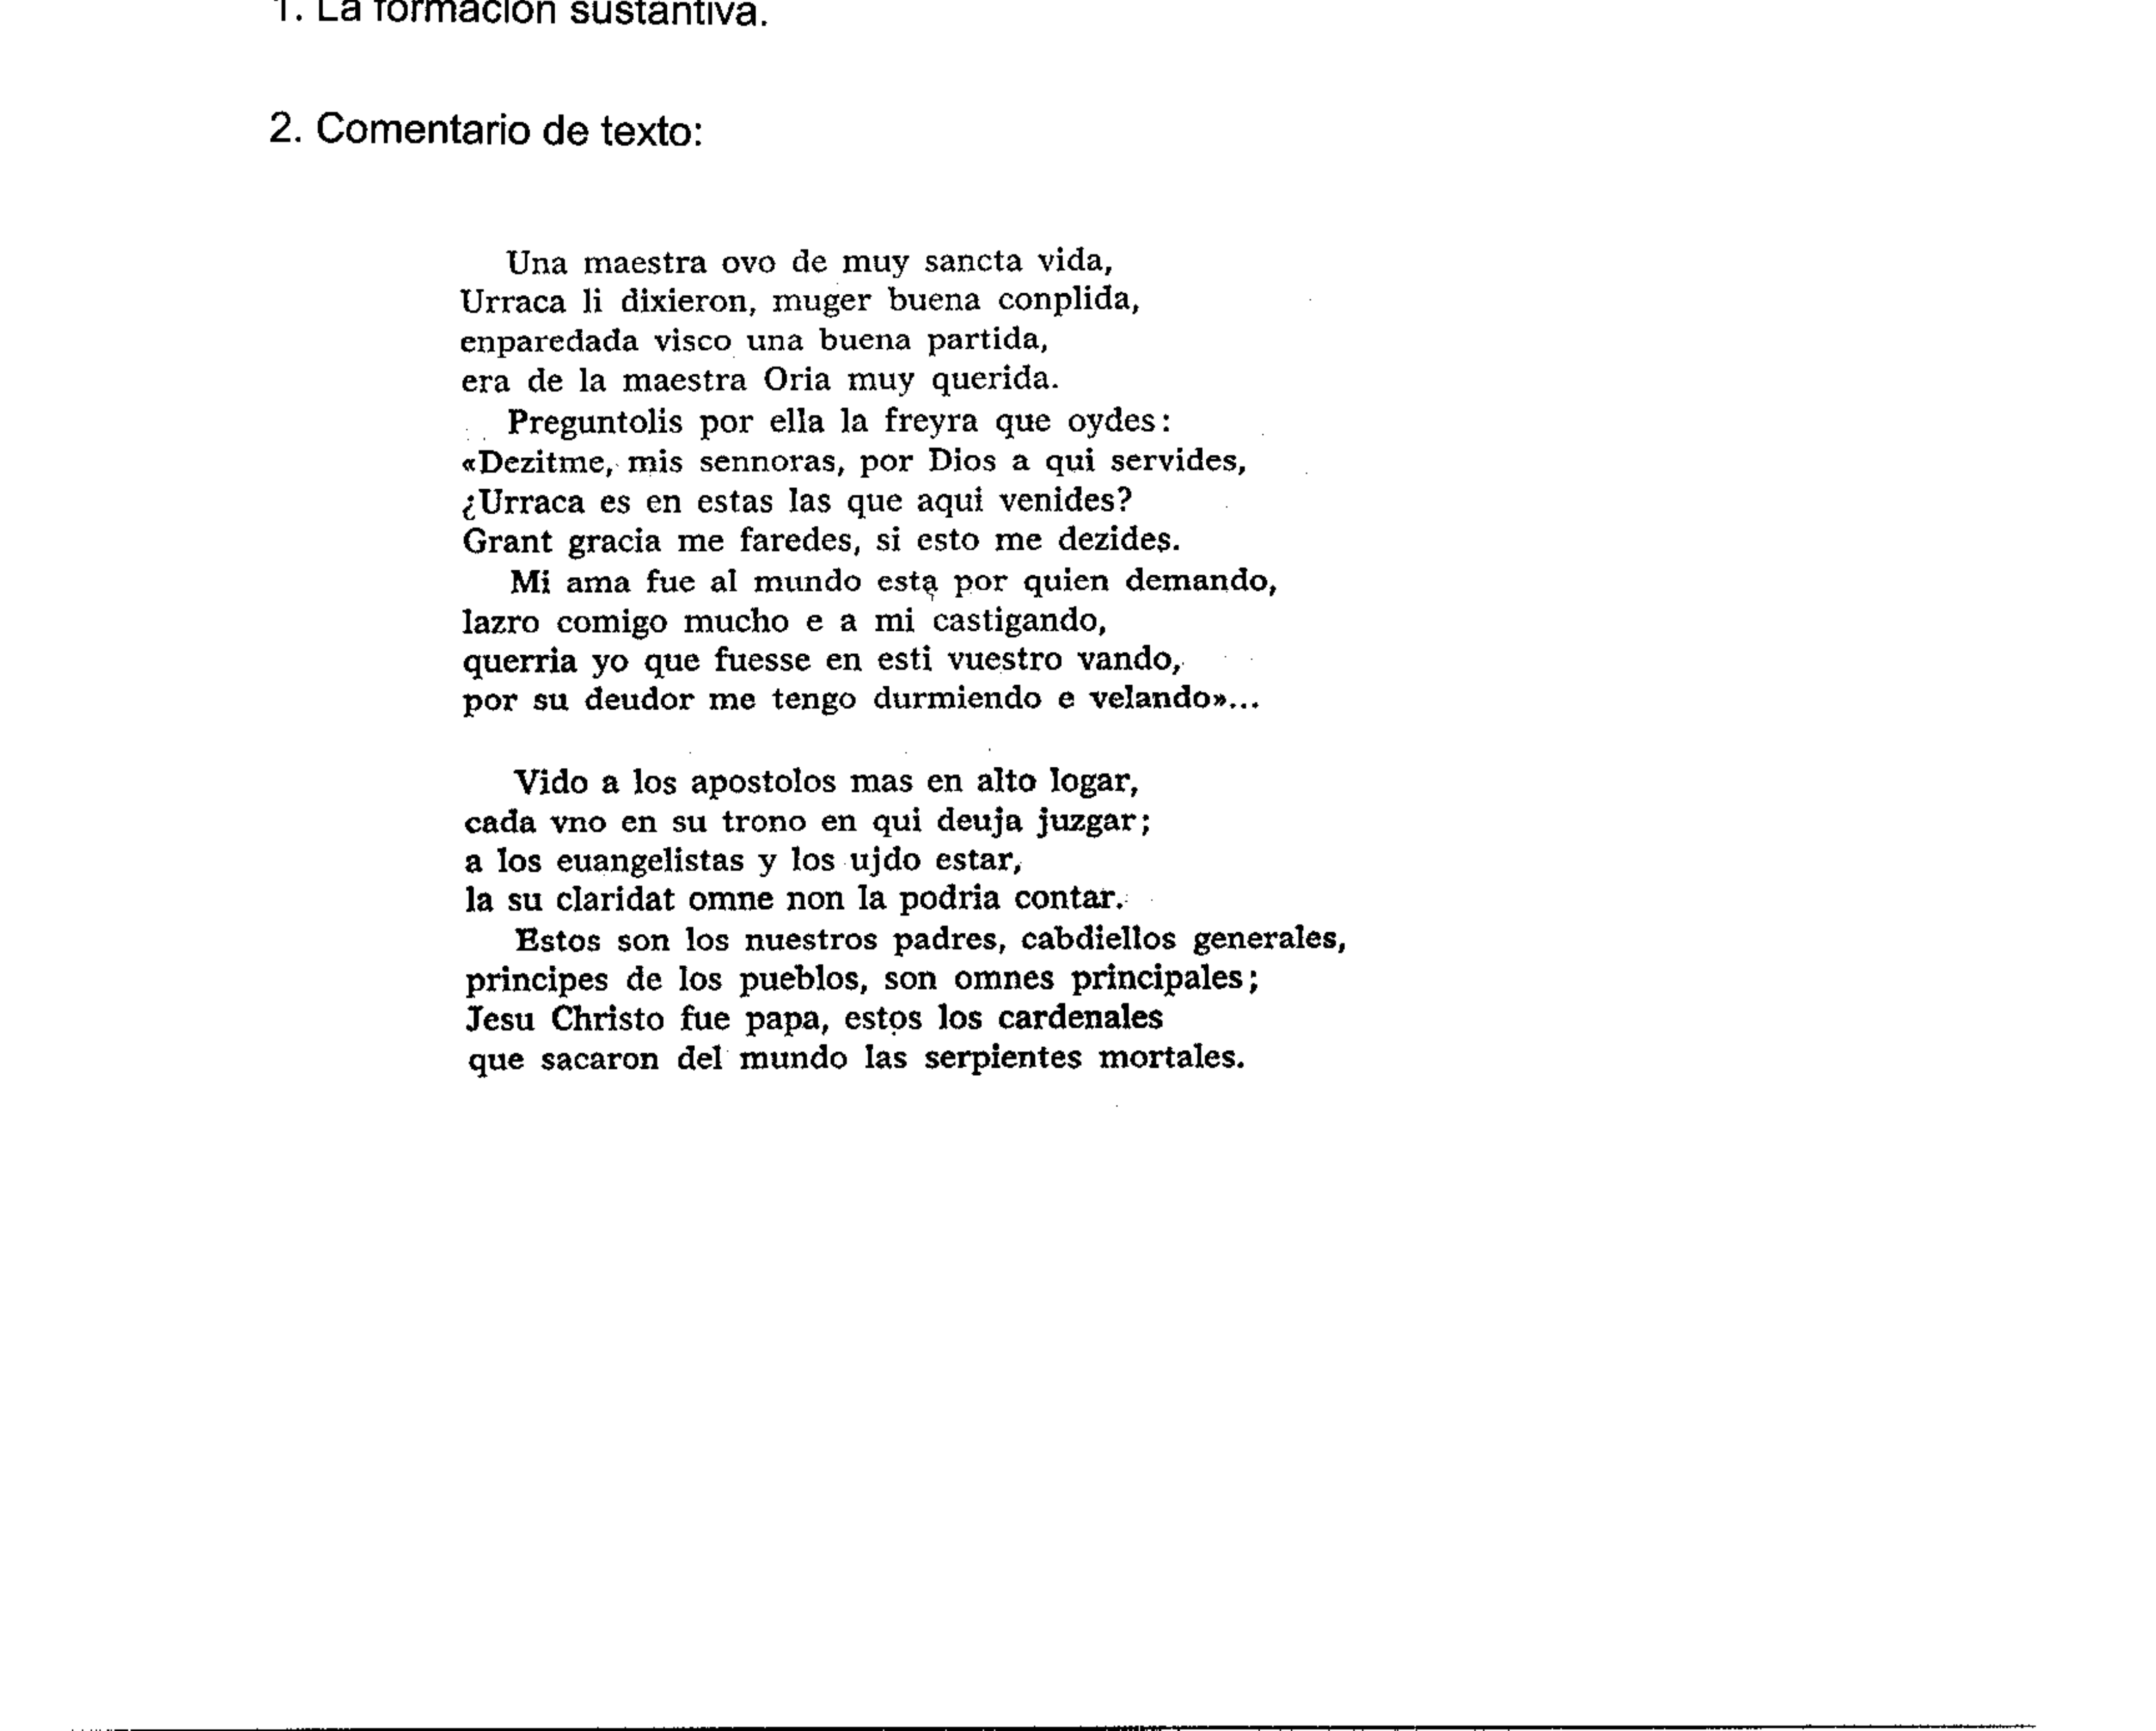 1. La formación sustantiva.
2. Comentario de texto:
Una maestra ovo de muy sancta vida,
Urraca li dixieron, muger buena conplida,
enparedada visco una buena partida,
era de la maestra Oria muy querida.
Preguntolis por ella la freyra que oydes:
«Dezitme, mis sennoras, por Dios a qui servides,
¿Urraca es en estas las que aqui venides?
Grant gracia me faredes, si esto me dezides.
Mi ama fue al mundo esta por quien demando,
lazro comigo mucho e a mi castigando,
querria yo que fuesse en esti vuestro vando,
por su deudor me tengo durmiendo e velando»...
Vido a los apostolos mas en alto logar,
cada vno en su trono en qui deuja juzgar;
a los euangelistas y los ujdo estar,
la su claridat omne non la podria contar.
Estos son los nuestros padres, cabdiellos generales,
principes de los pueblos, son omnes principales;
Jesu Christo fue papa, estos los cardenales
que sacaron del mundo las serpientes mortales.